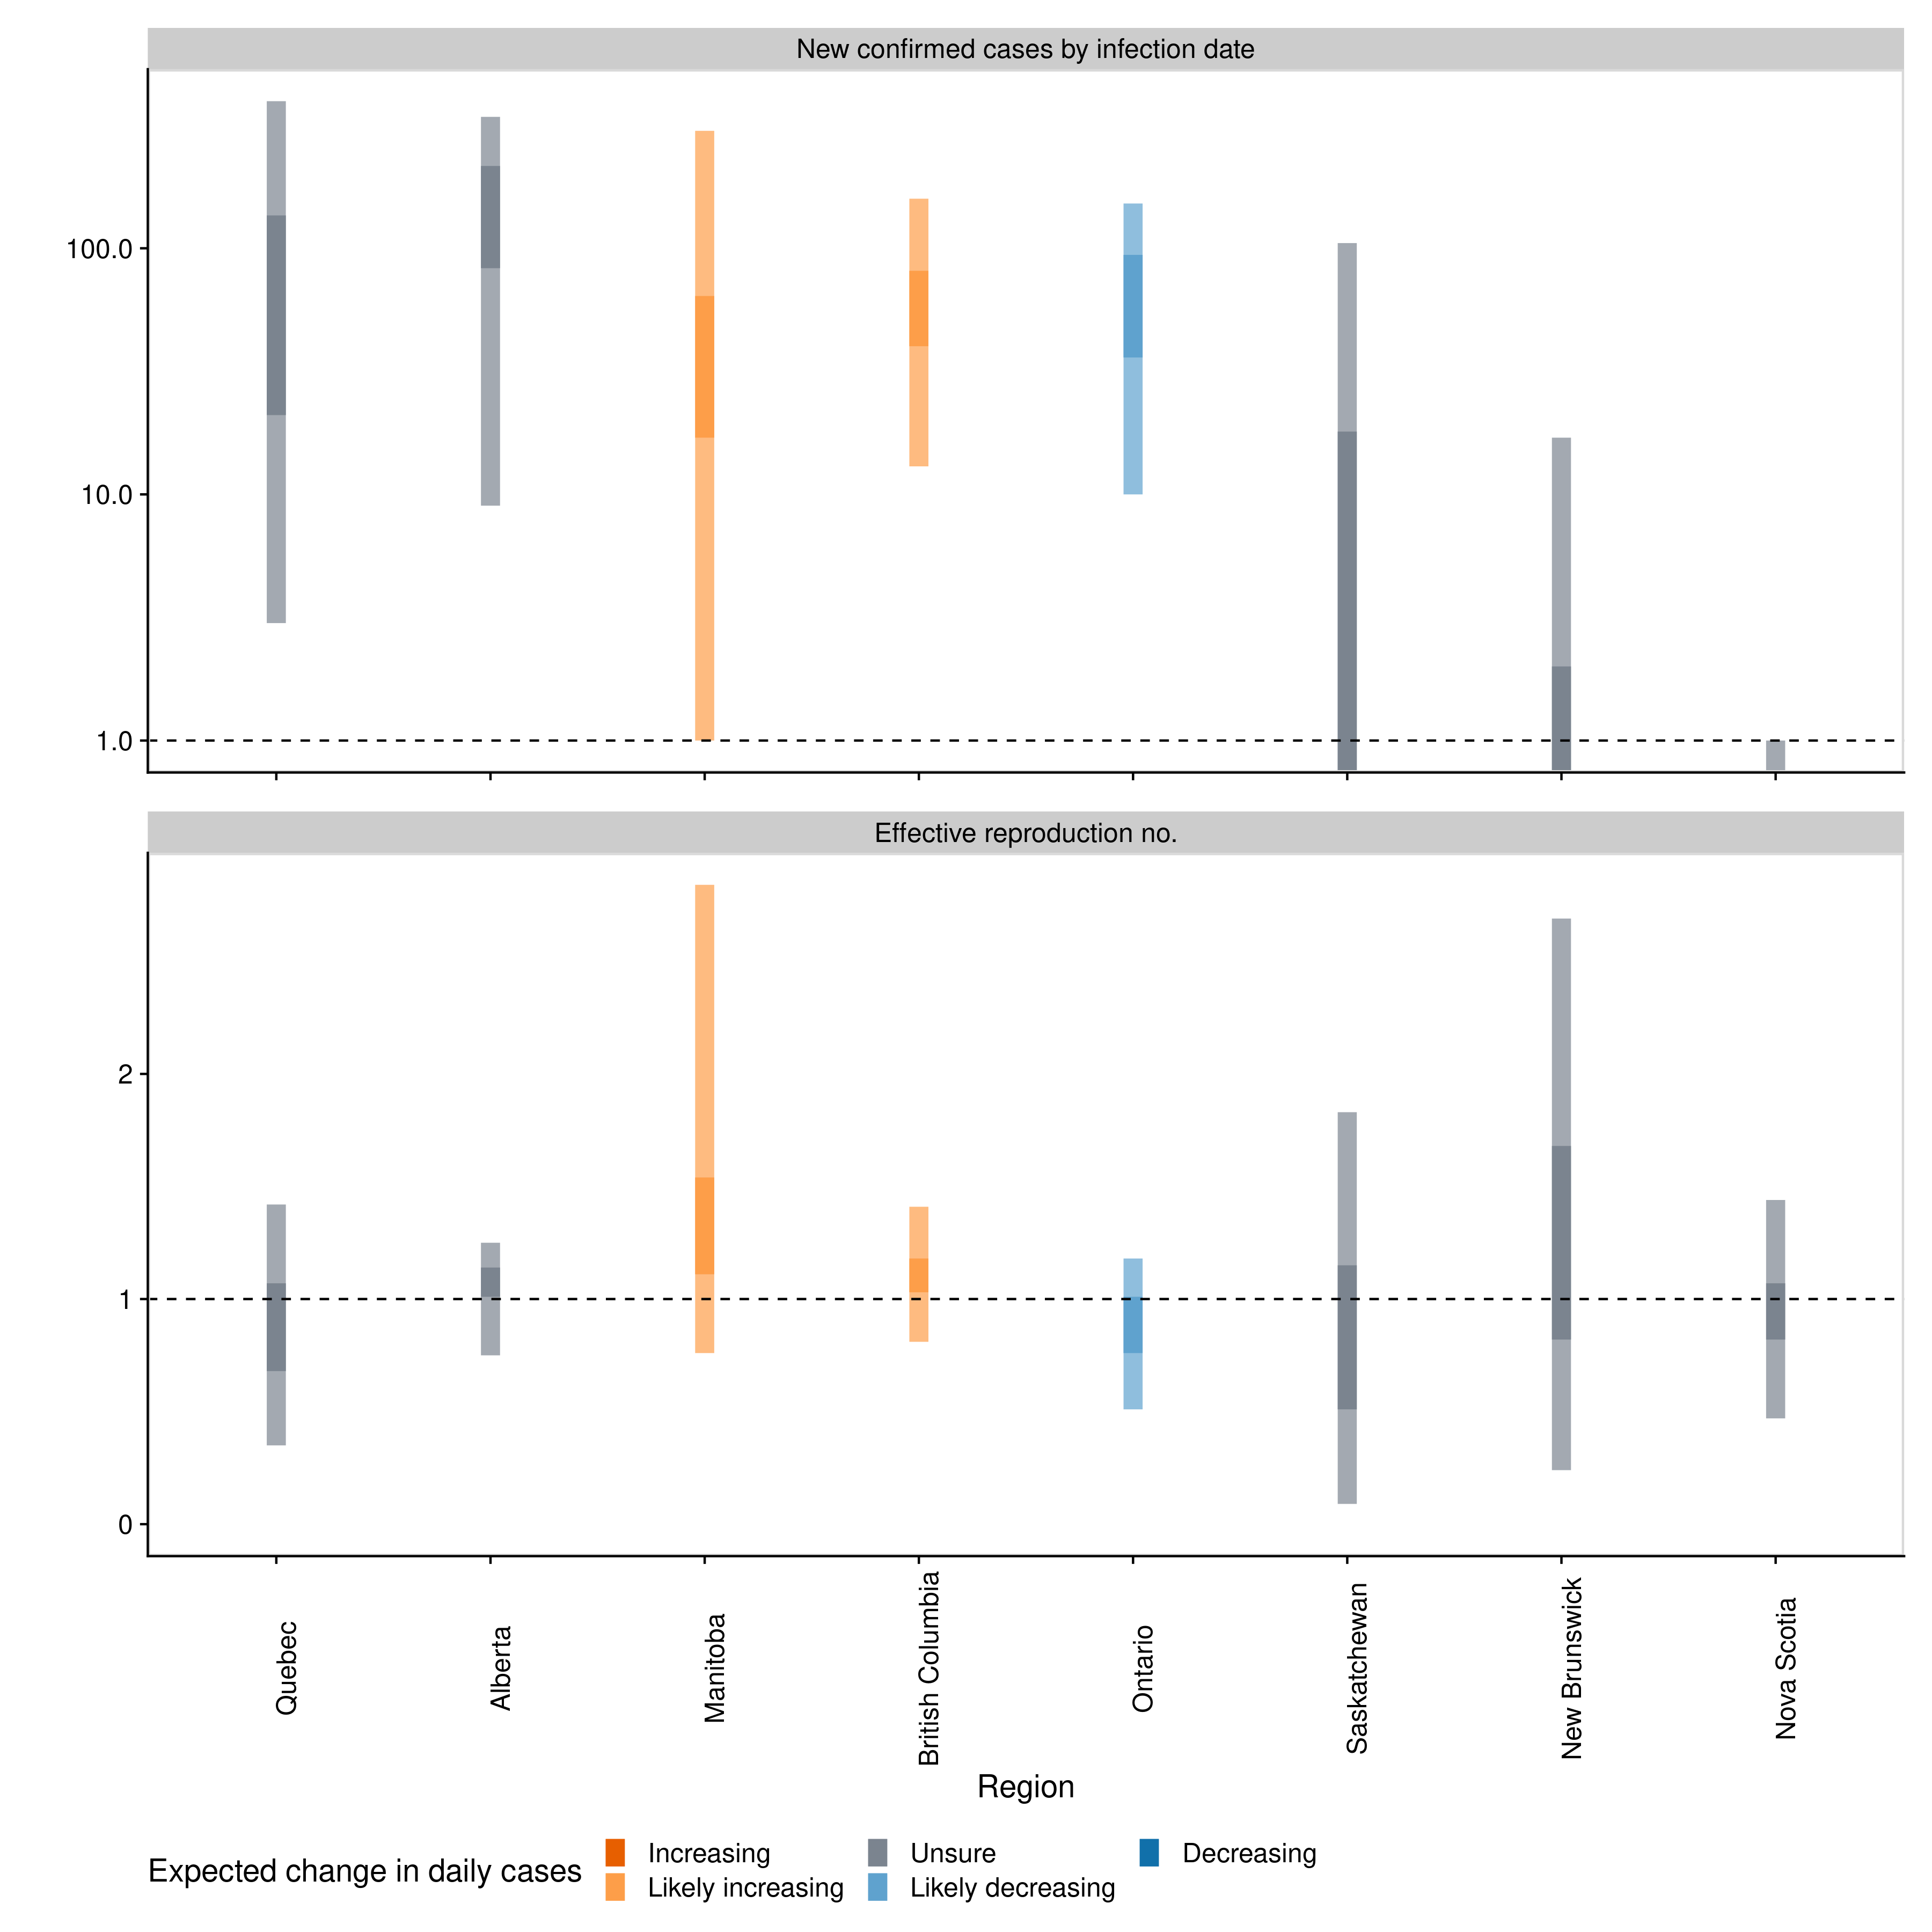 New confirmed cases by infection date
100.0
10.0
1.0
Effective reproduction no.
2
1
0
Quebec
Alberta
Manitoba
British Columbia
Ontario
Saskatchewan
New Brunswick
Nova Scotia
Region
Expected change in daily cases
Increasing
Likely increasing
Unsure
Likely decreasing
Decreasing